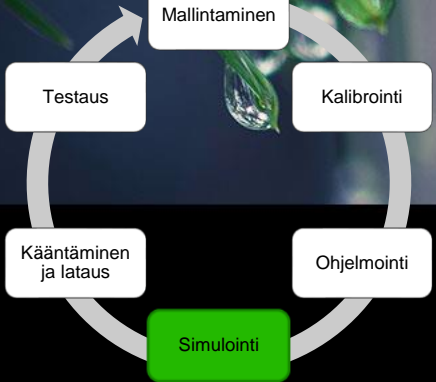 Mallintaminen
Kalibrointi
Ohjelmointi
Simulointi
Kääntäminen
ja lataus
Testaus